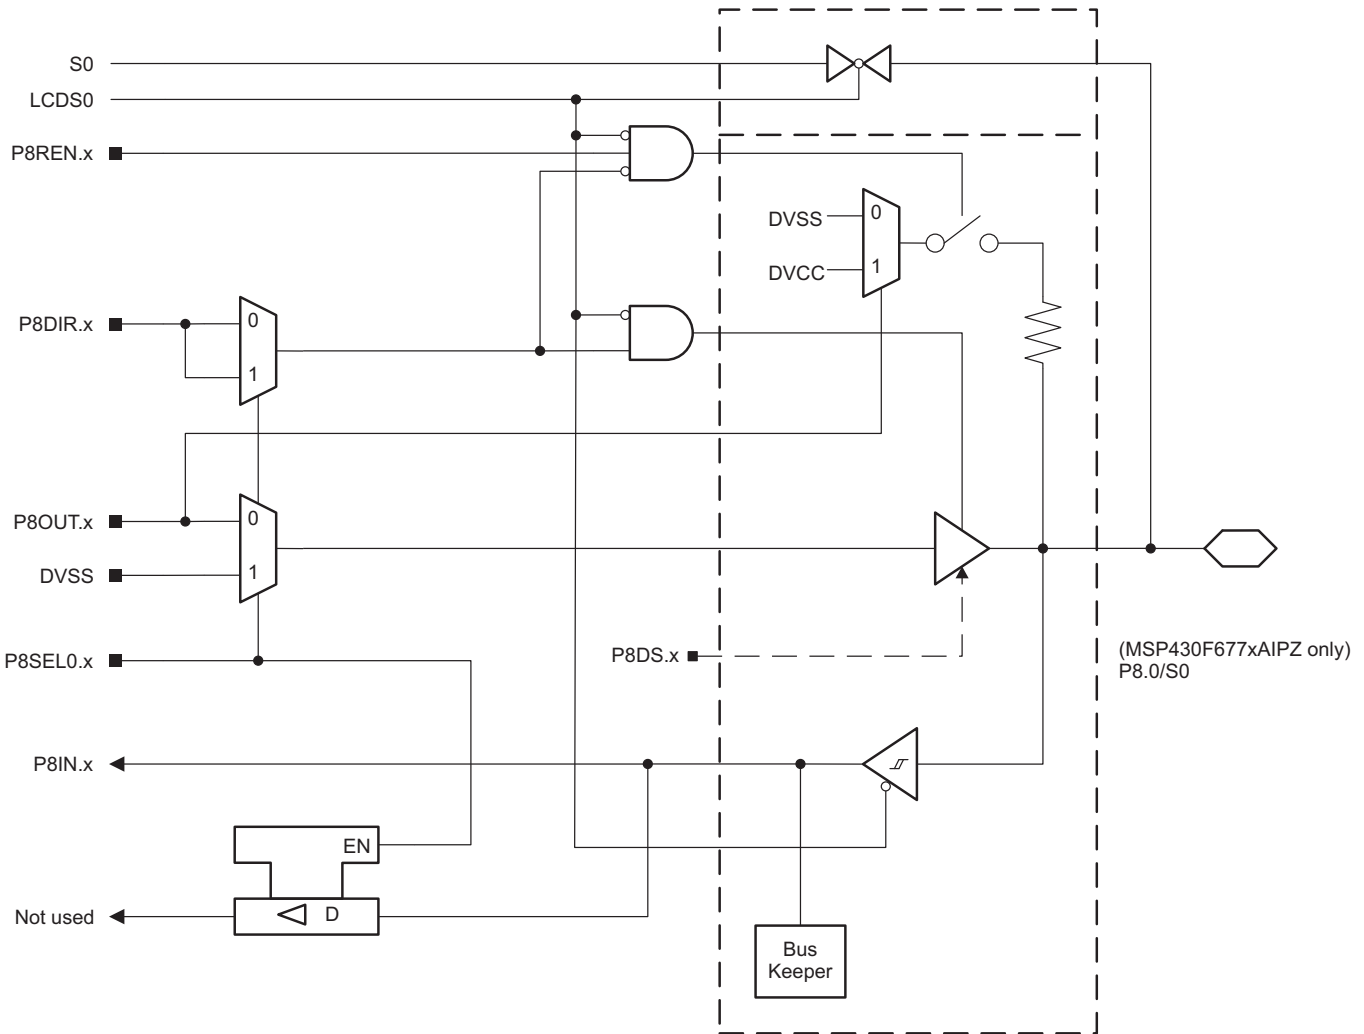 S0
LCDS0
P8REN.x
DVSS
0
DVCC
1
P8DIR.x
0
1
P8OUT.x
0
DVSS
1
P8SEL0.x
P8DS.x
(MSP430F677xAIPZ only)
P8.0/S0
P8IN.x
EN
Not used
D
Bus
Keeper